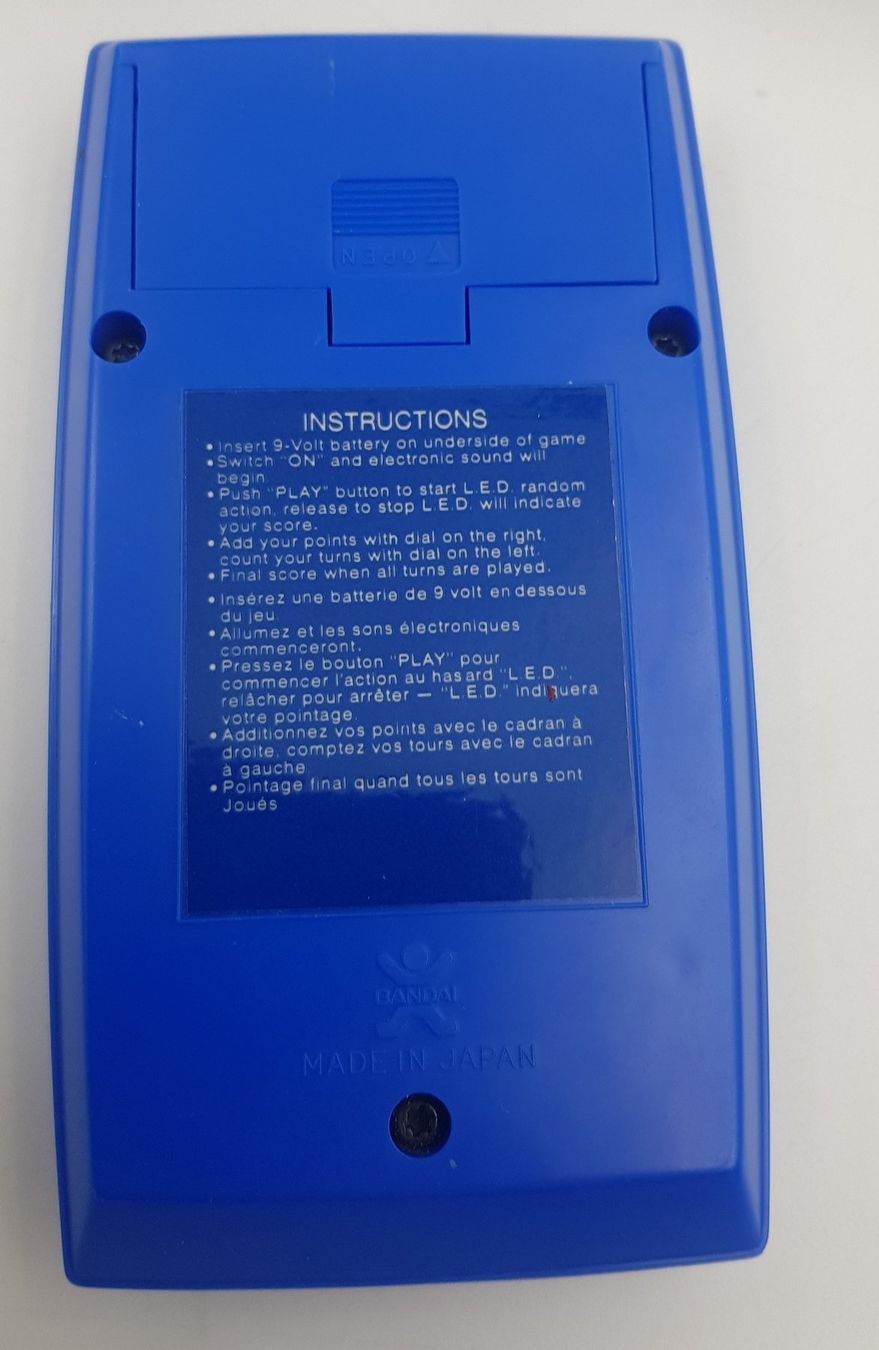 OPEN
INSTRUCTIONS
• Insert 9-Volt battery on underside of game
• Switch "ON" and electronic sound will
begin.
• Push "PLAY" button to start L.E.D. random
action, release to stop L.E.D. will indicate
your score.
• Add your points with dial on the right,
count your turns with dial on the left.
• Final score when all turns are played.
• Insérez une batterie de 9 volt en dessous
du jeu.
• Allumez et les sons électroniques
commenceront.
• Pressez le bouton "PLAY" pour
commencer l'action au hasard "L.E.D.",
relâcher pour arrêter — "L.E.D." indiquera
votre pointage.
• Additionnez vos points avec le cadran à
droite, comptez vos tours avec le cadran
à gauche.
• Pointage final quand tous les tours sont
Joués
BANDAI
MADE IN JAPAN